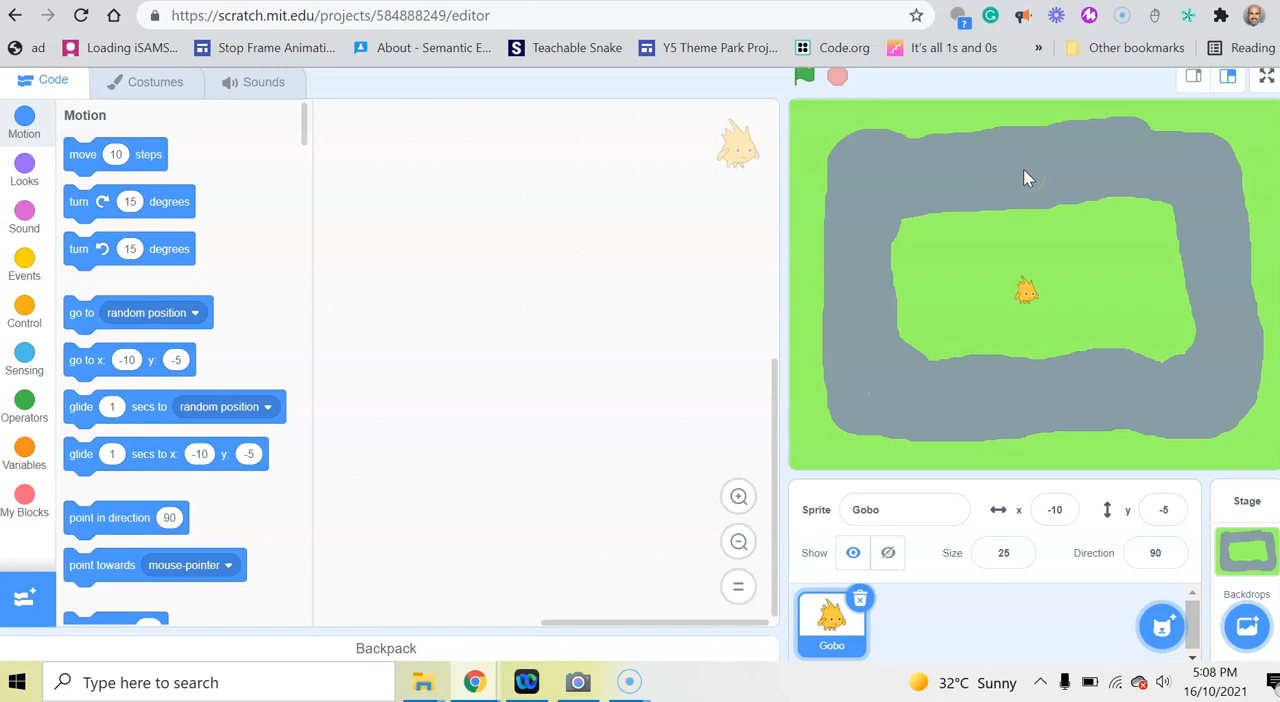 https://scratch.mit.edu/projects/584888249/editor
ad Loading iSAMS... Stop Frame Animati... About - Semantic E... Teachable Snake Y5 Theme Park Proj... Code.org It's all 1s and 0s » Other bookmarks Reading
Code Costumes Sounds
Motion
Looks
Sound
Events
Control
Sensing
Operators
Variables
My Blocks
Motion
move 10 steps
turn 15 degrees
turn 15 degrees
go to random position
go to x: -10 y: -5
glide 1 secs to random position
glide 1 secs to x: -10 y: -5
point in direction 90
point towards mouse-pointer
Backpack
Sprite Gobo x -10 y -5
Show Size 25 Direction 90
Gobo
Stage
Backdrops
Type here to search
32°C Sunny
5:08 PM
16/10/2021